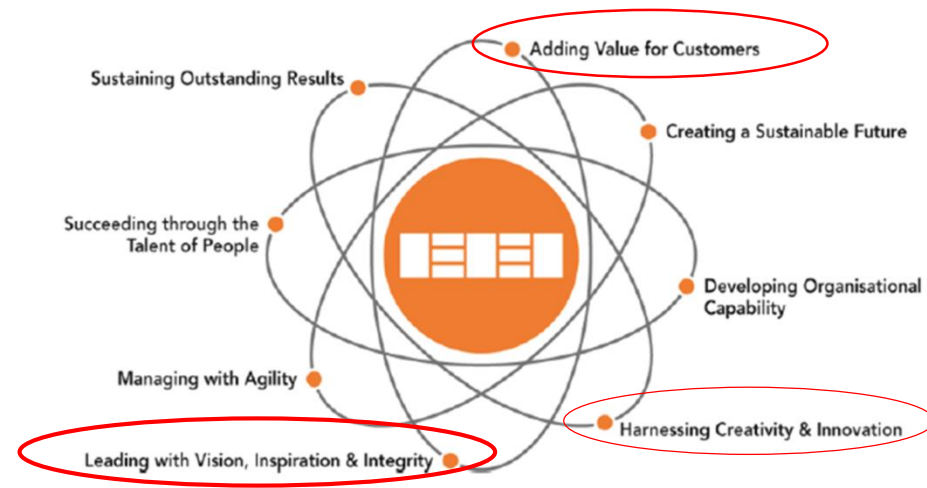 Adding Value for Customers
Sustaining Outstanding Results
Creating a Sustainable Future
Succeeding through the
Talent of People
Developing Organisational
Capability
Managing with Agility
Harnessing Creativity & Innovation
Leading with Vision, Inspiration & Integrity